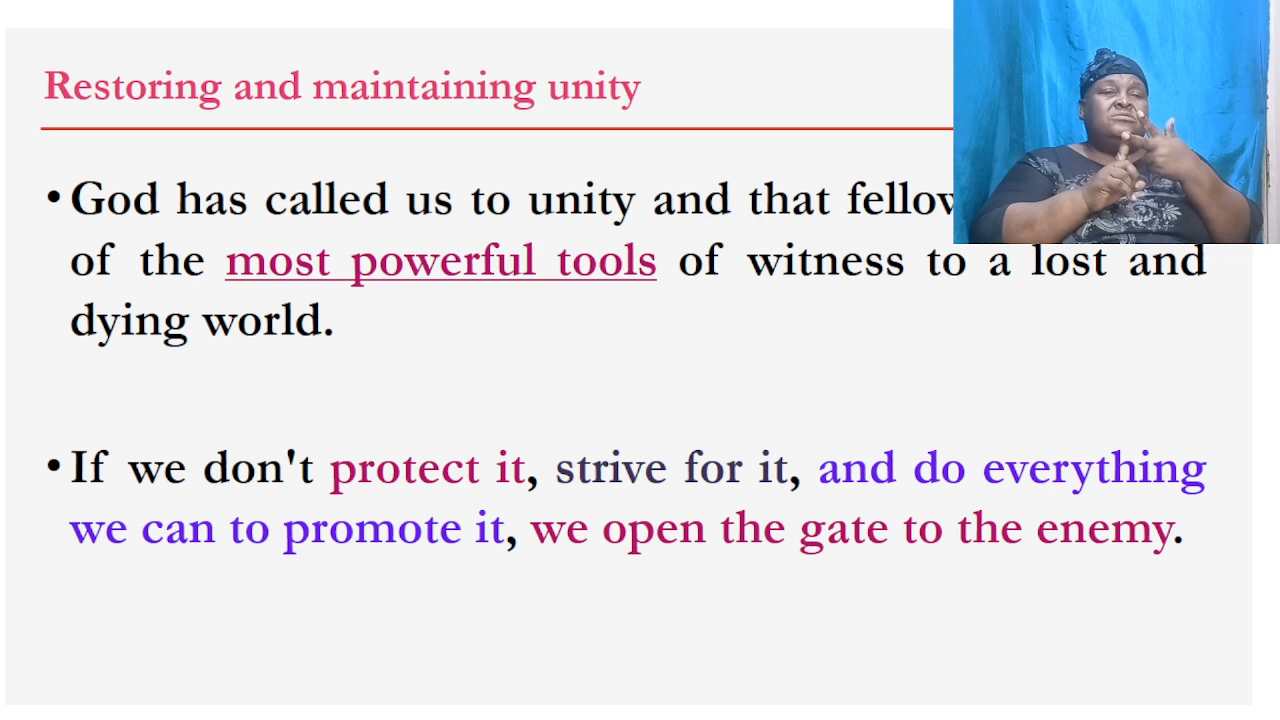 Restoring and maintaining unity
• God has called us to unity and that
of the most powerful tools of witness to a lost and
dying world.
• If we don't protect it, strive for it, and do everything
we can to promote it, we open the gate to the enemy.